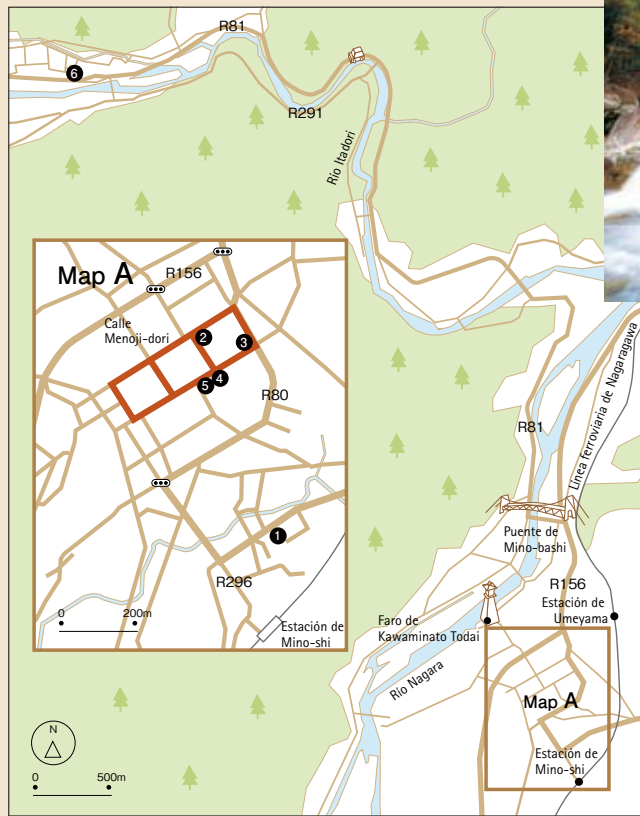 R81
6
R291
Río Itadori
Map A
R156
Calle
Menoji-dori
2
3
4
5
R80
1
R296
0 200m
Estación de
Mino-shi
R81
Línea ferroviaria de Nagaragawa
Puente de
Mino-bashi
R156
Estación de
Umeyama
Faro de
Kawaminato Todai
Río Nagara
Map A
Estación de
Mino-shi
N
0 500m